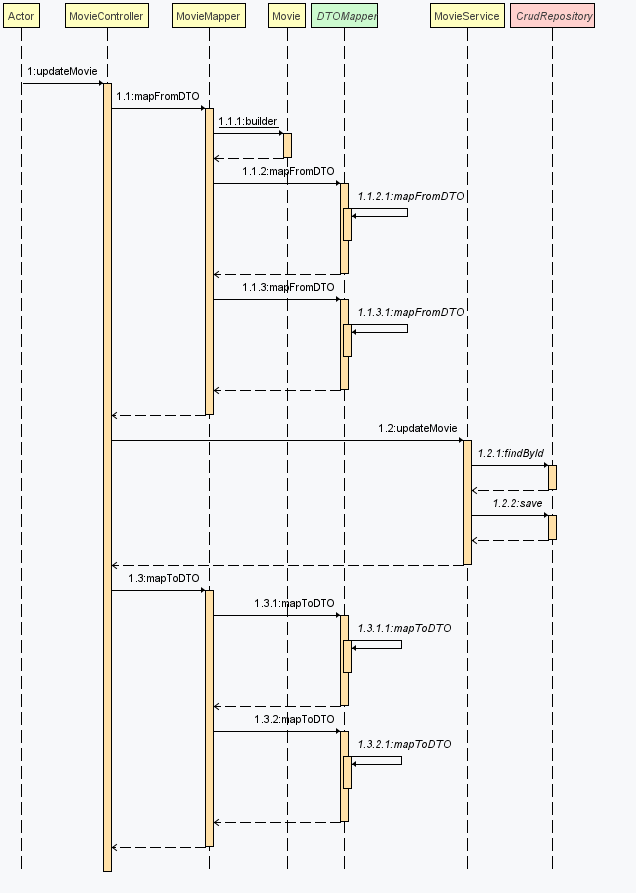 Actor MovieController MovieMapper Movie DTOMapper MovieService CrudRepository
1:updateMovie
1.1:mapFromDTO
1.1.1:builder
1.1.2:mapFromDTO
1.1.2.1:mapFromDTO
1.1.3:mapFromDTO
1.1.3.1:mapFromDTO
1.2:updateMovie
1.2.1:findById
1.2.2:save
1.3:mapToDTO
1.3.1:mapToDTO
1.3.1.1:mapToDTO
1.3.2:mapToDTO
1.3.2.1:mapToDTO